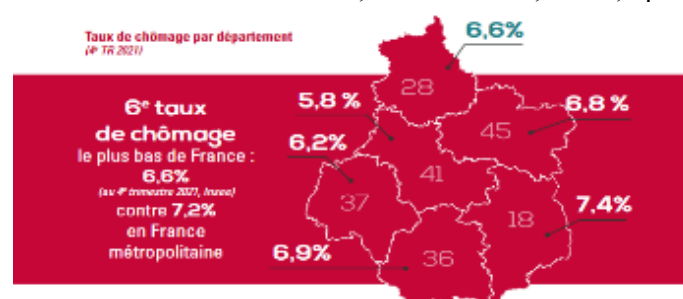 Taux de chômage par département
(4e TR 2021)
6,6%
28
5,8 %
6,8 %
45
6e taux
de chômage
le plus bas de France :
6,6%
(au 4e trimestre 2021, Insee)
contre 7,2%
en France
métropolitaine
6,2%
41
37
18
7,4%
6,9%
36